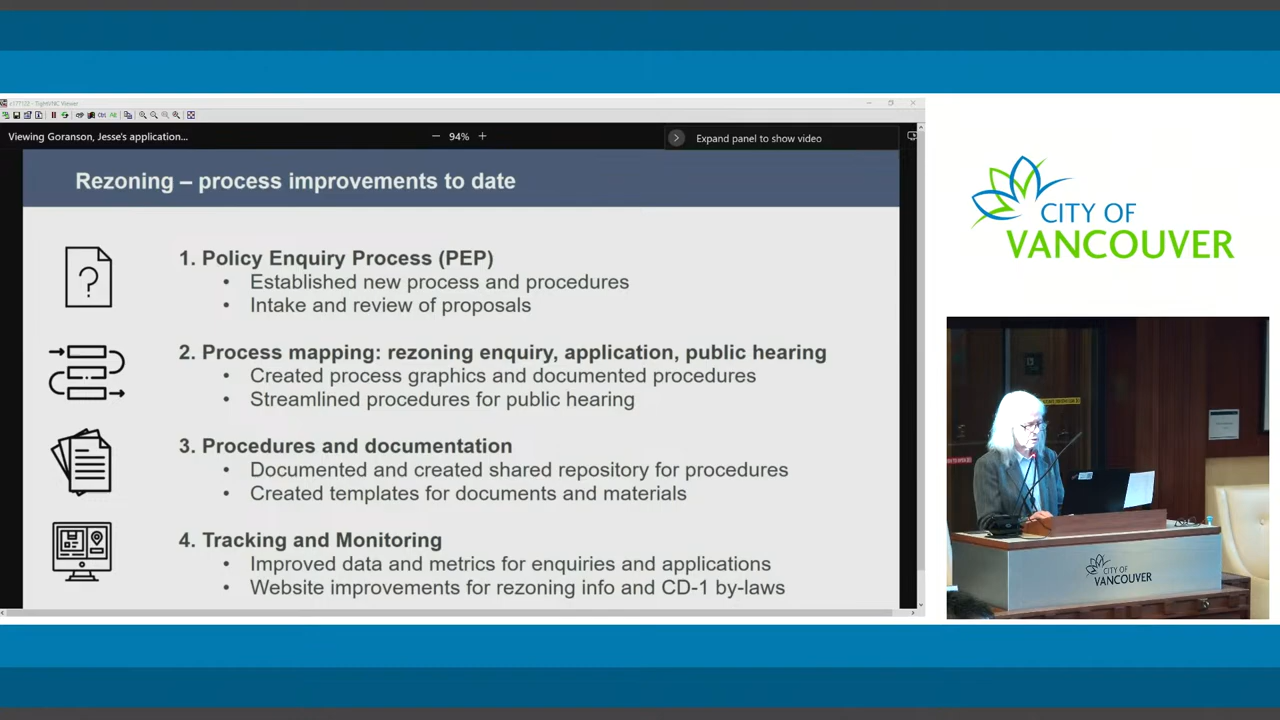 Viewing Goranson, Jesse's application...
94%
Expand panel to show video
Rezoning – process improvements to date
1. Policy Enquiry Process (PEP)
• Established new process and procedures
• Intake and review of proposals
2. Process mapping: rezoning enquiry, application, public hearing
• Created process graphics and documented procedures
• Streamlined procedures for public hearing
3. Procedures and documentation
• Documented and created shared repository for procedures
• Created templates for documents and materials
4. Tracking and Monitoring
• Improved data and metrics for enquiries and applications
• Website improvements for rezoning info and CD-1 by-laws
CITY OF
VANCOUVER
CITY OF
VANCOUVER